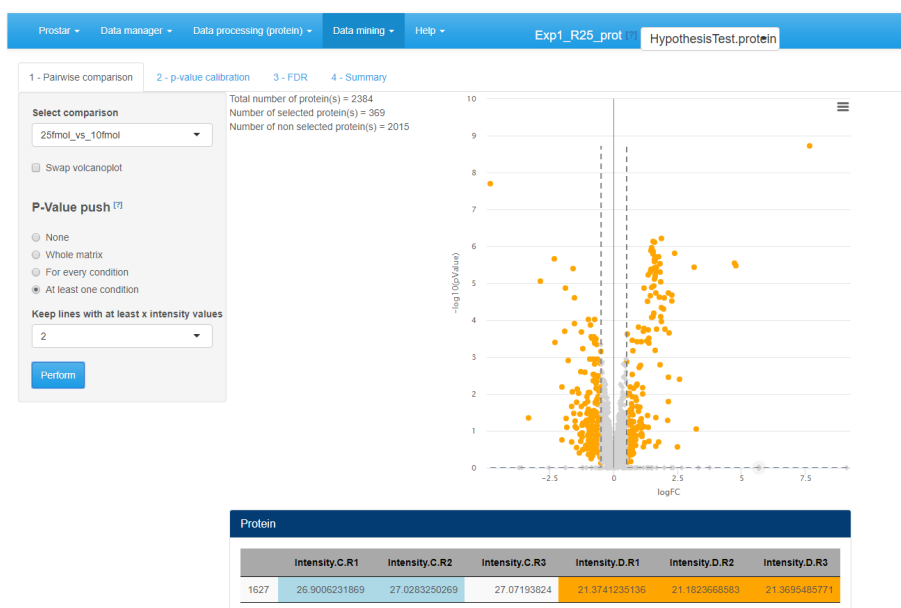 Prostar Data manager Data processing (protein) Data mining Help Exp1_R25_prot [?] HypothesisTest.protein
1 - Pairwise comparison 2 - p-value calibration 3 - FDR 4 - Summary
Select comparison
25fmol_vs_10fmol
Swap volcanoplot
P-Value push [?]
None
Whole matrix
For every condition
At least one condition
Keep lines with at least x intensity values
2
Perform
Total number of protein(s) = 2384
Number of selected protein(s) = 369
Number of non selected protein(s) = 2015
10
9
8
7
6
5
4
3
2
1
0
-log10(pValue)
−2.5 0 2.5 5 7.5
logFC
Protein
Intensity.C.R1 Intensity.C.R2 Intensity.C.R3 Intensity.D.R1 Intensity.D.R2 Intensity.D.R3
1627 26.9006231869 27.0283250269 27.07193824 21.3741235136 21.1823668583 21.3695485771